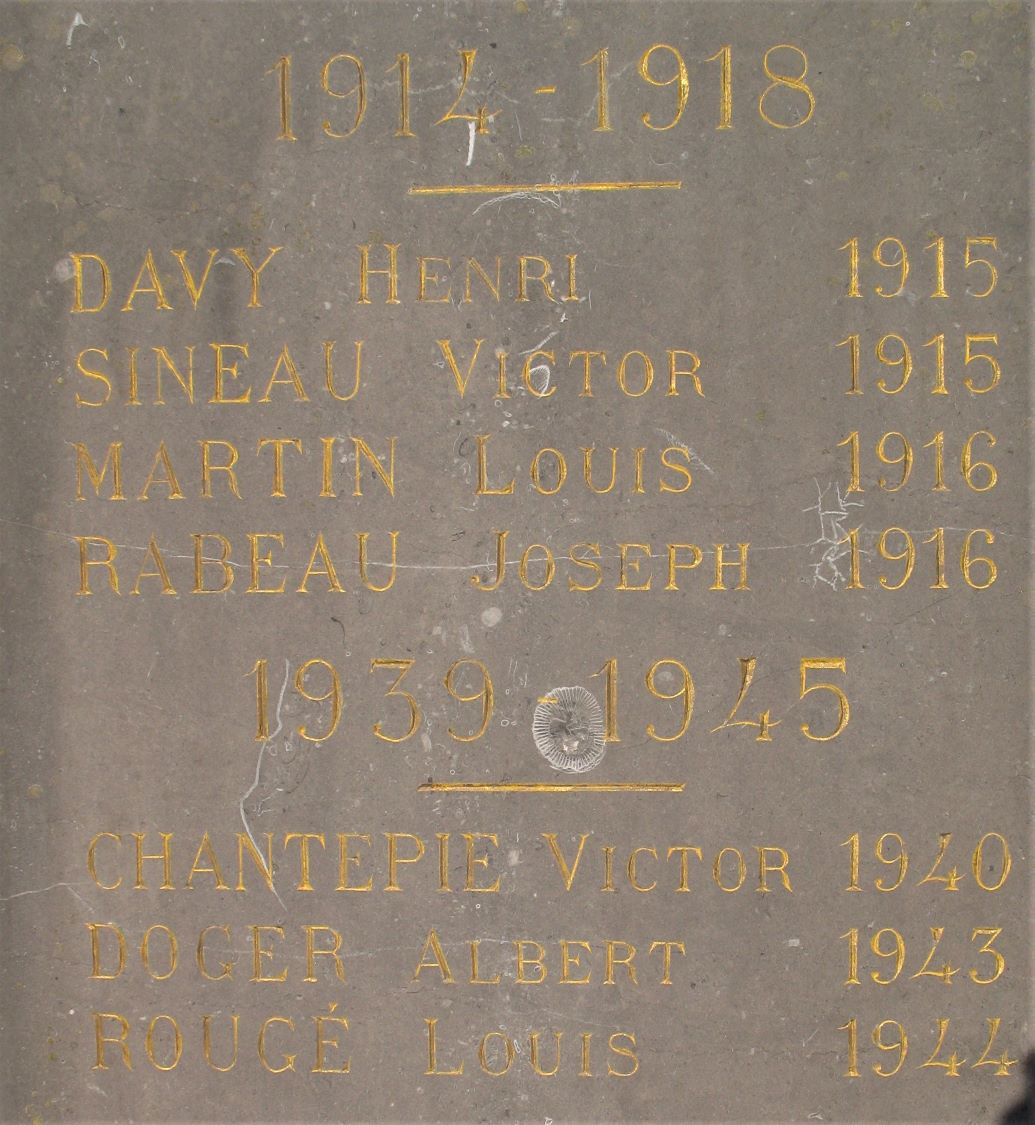 1914 - 1918
DAVY HENRI 1915
SINEAU VICTOR 1915
MARTIN LOUIS 1916
RABEAU JOSEPH 1916
1939 - 1945
CHANTEPIE VICTOR 1940
DOGER ALBERT 1943
ROUGÉ LOUIS 1944